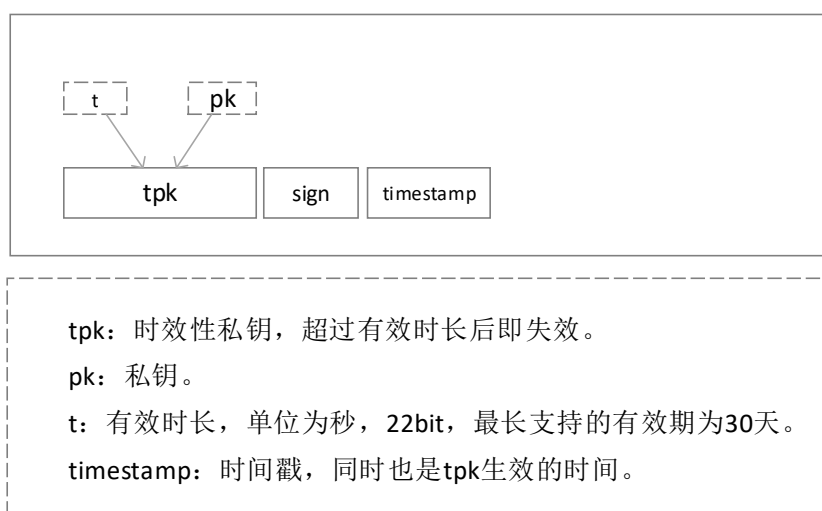 t pk
tpk sign timestamp
tpk：时效性私钥，超过有效时长后即失效。
pk：私钥。
t：有效时长，单位为秒，22bit，最长支持的有效期为30天。
timestamp：时间戳，同时也是tpk生效的时间。